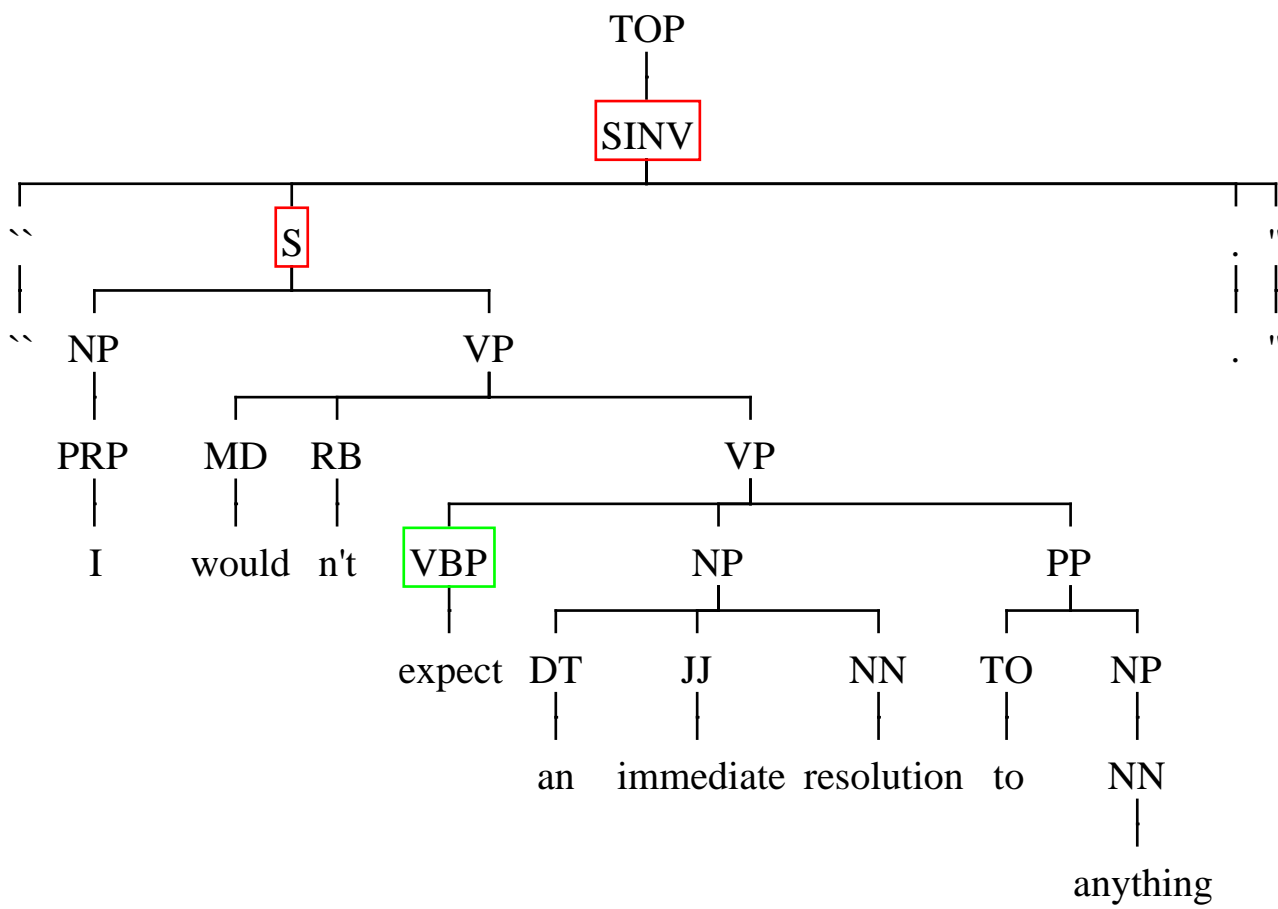 TOP
SINV
`` S . ''
`` NP VP . ''
PRP MD RB VP
I would n't VBP NP PP
expect DT JJ NN TO NP
an immediate resolution to NN
anything